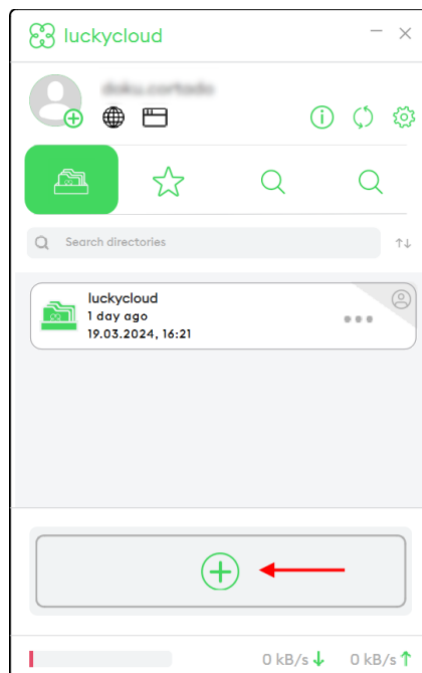 luckycloud
Search directories
luckycloud
1 day ago
19.03.2024, 16:21
0 kB/s
0 kB/s